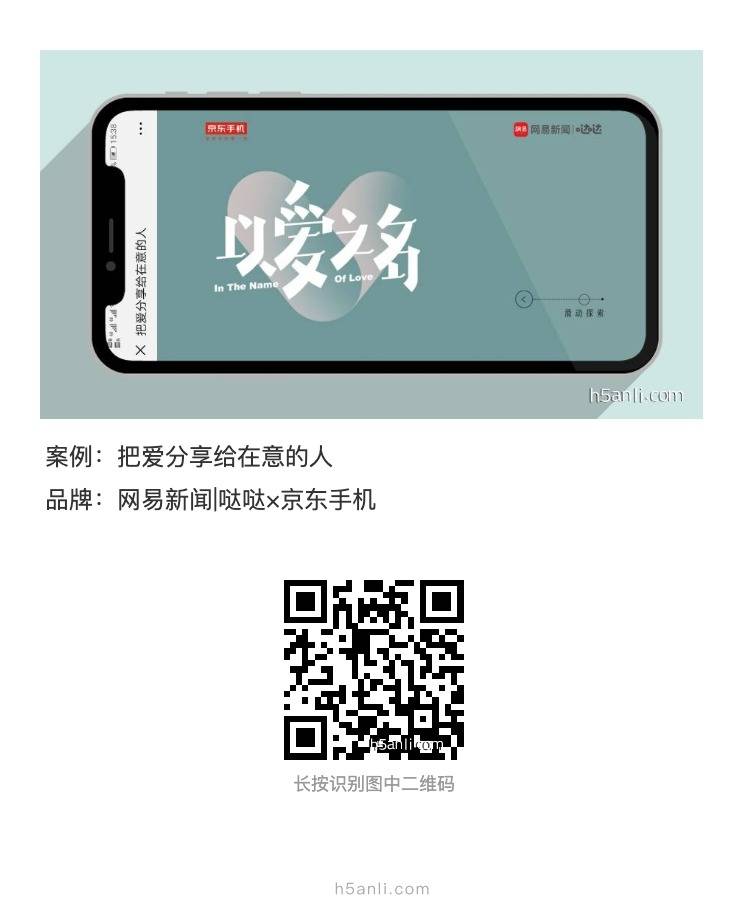 京东手机
网易 网易新闻 | 哒哒
以爱之名
In The Name Of Love
滑动探索
15:38
把爱分享给在意的人
h5anli.com
案例：把爱分享给在意的人
品牌：网易新闻|哒哒×京东手机
h5anli.com
长按识别图中二维码
h5anli.com